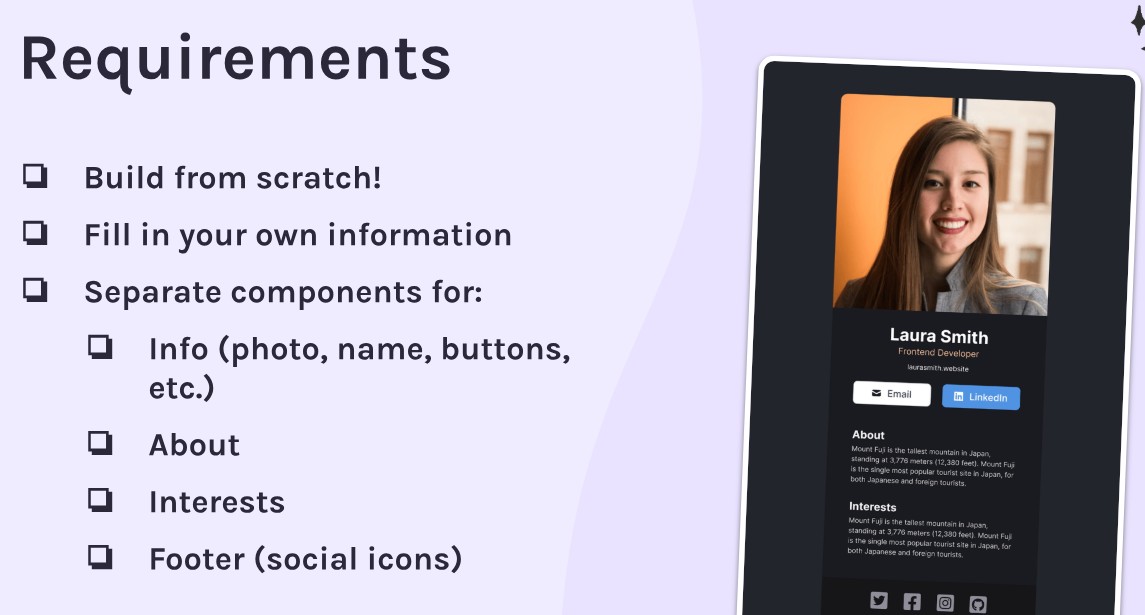 Requirements
Build from scratch!
Fill in your own information
Separate components for:
Info (photo, name, buttons,
etc.)
About
Interests
Footer (social icons)
Laura Smith
Frontend Developer
laurasmith.website
Email
LinkedIn
About
Mount Fuji is the tallest mountain in Japan,
standing at 3,776 meters (12,380 feet). Mount Fuji
is the single most popular tourist site in Japan, for
both Japanese and foreign tourists.
Interests
Mount Fuji is the tallest mountain in Japan,
standing at 3,776 meters (12,380 feet). Mount Fuji
is the single most popular tourist site in Japan, for
both Japanese and foreign tourists.